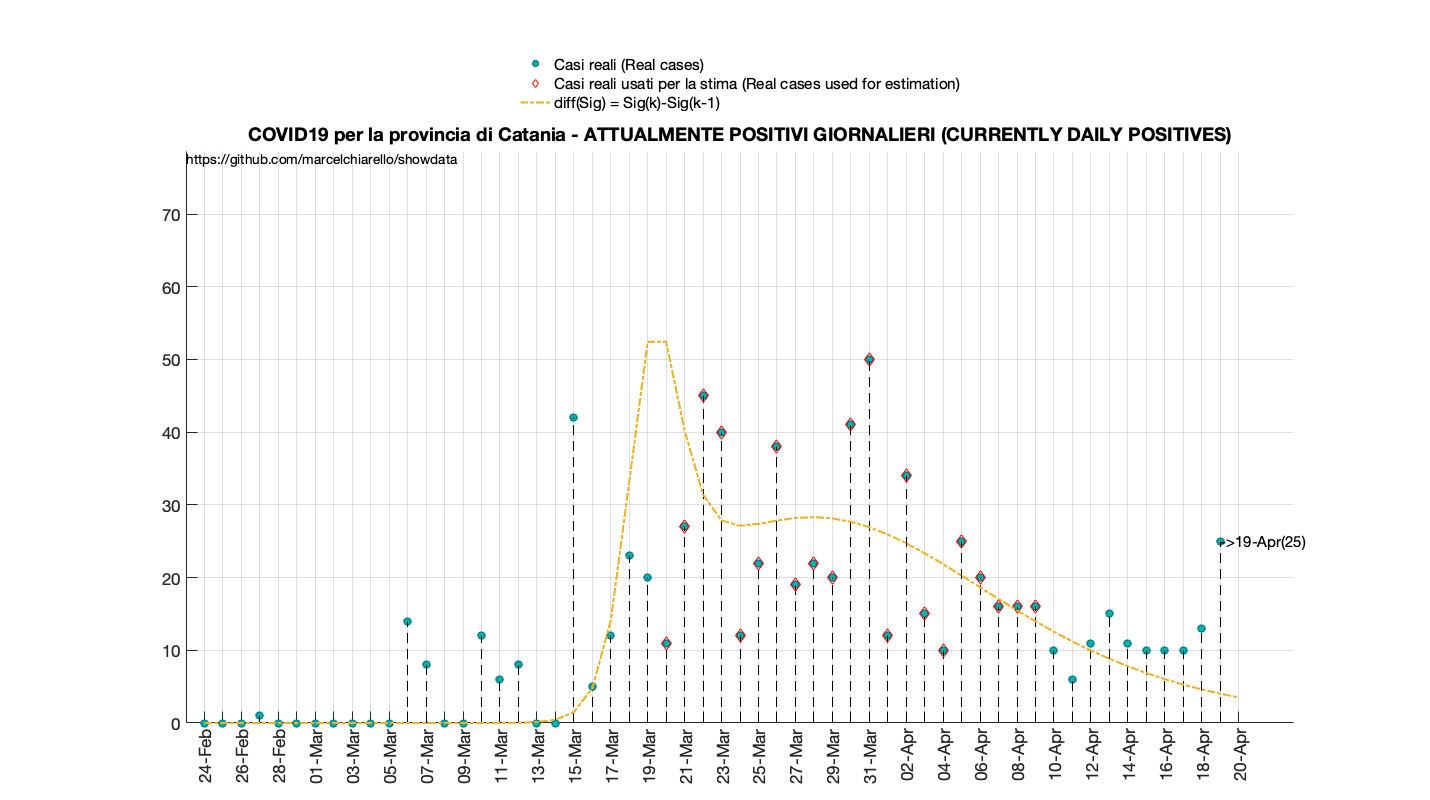 Casi reali (Real cases)
Casi reali usati per la stima (Real cases used for estimation)
diff(Sig) = Sig(k)-Sig(k-1)
COVID19 per la provincia di Catania - ATTUALMENTE POSITIVI GIORNALIERI (CURRENTLY DAILY POSITIVES)
https://github.com/marcelchiarello/showdata
70
60
50
40
30
20
10
0
->19-Apr(25)
24-Feb
26-Feb
28-Feb
01-Mar
03-Mar
05-Mar
07-Mar
09-Mar
11-Mar
13-Mar
15-Mar
17-Mar
19-Mar
21-Mar
23-Mar
25-Mar
27-Mar
29-Mar
31-Mar
02-Apr
04-Apr
06-Apr
08-Apr
10-Apr
12-Apr
14-Apr
16-Apr
18-Apr
20-Apr